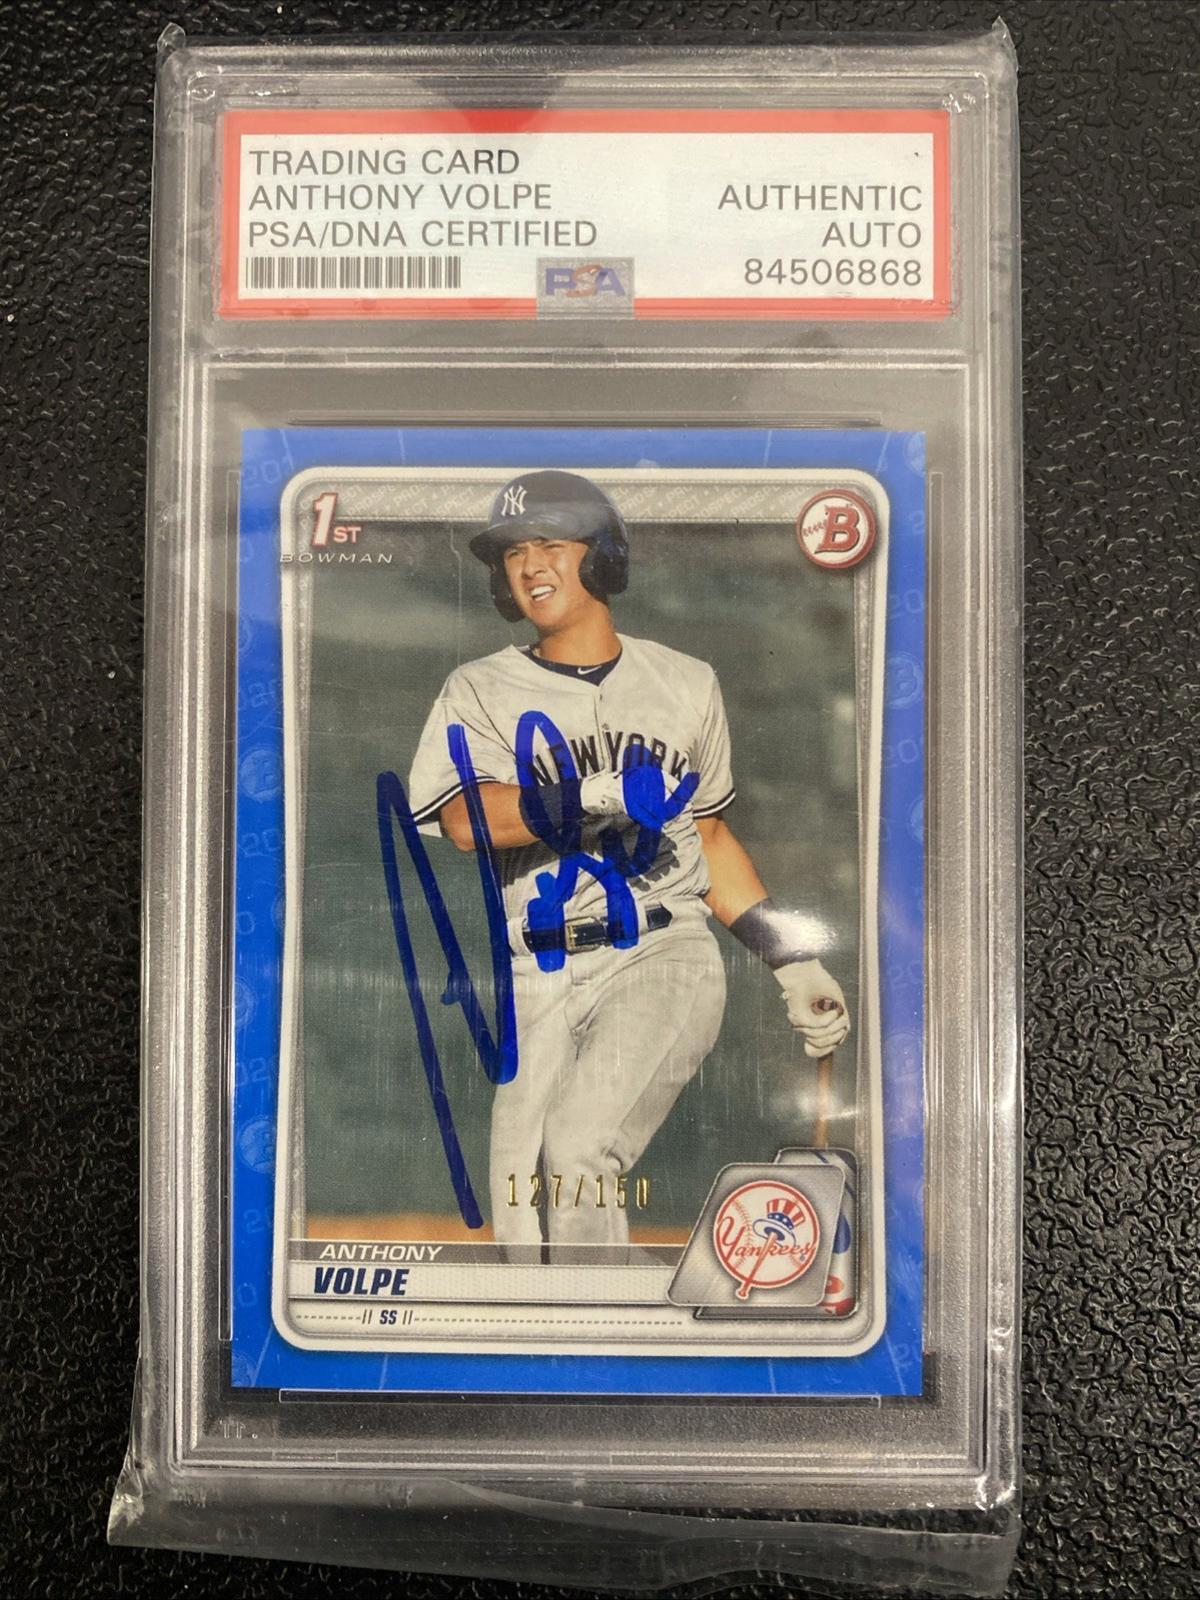 TRADING CARD
ANTHONY VOLPE
PSA/DNA CERTIFIED
AUTHENTIC
AUTO
84506868
PSA
1ST
BOWMAN
B
NY
NEW YORK
127/150
Yankees
ANTHONY
VOLPE
SS